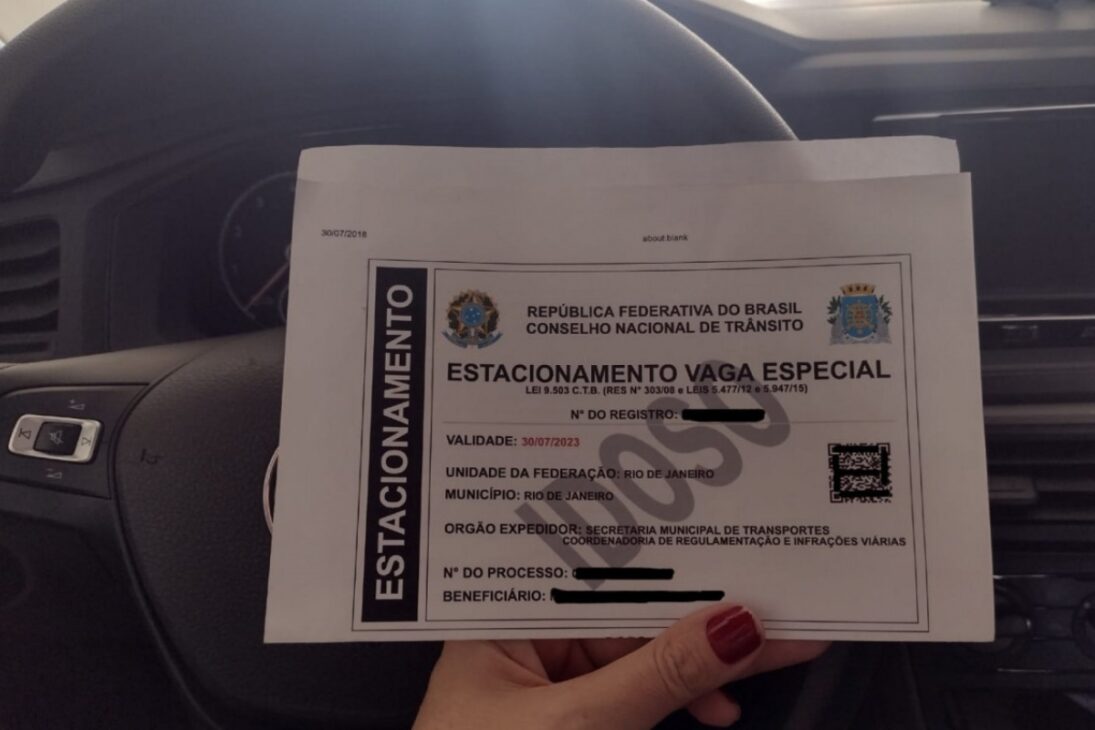 30/07/2018
about:blank
ESTACIONAMENTO
REPÚBLICA FEDERATIVA DO BRASIL
CONSELHO NACIONAL DE TRÂNSITO
ESTACIONAMENTO VAGA ESPECIAL
LEI 9.503 C.T.B. (RES N° 303/08 e LEIS 5.477/12 e 5.947/15)
N° DO REGISTRO:
VALIDADE: 30/07/2023
UNIDADE DA FEDERAÇÃO: RIO DE JANEIRO
MUNICÍPIO: RIO DE JANEIRO
ORGÃO EXPEDIDOR: SECRETARIA MUNICIPAL DE TRANSPORTES
COORDENADORIA DE REGULAMENTAÇÃO E INFRAÇÕES VIÁRIAS
N° DO PROCESSO:
BENEFICIÁRIO:
IDOSO